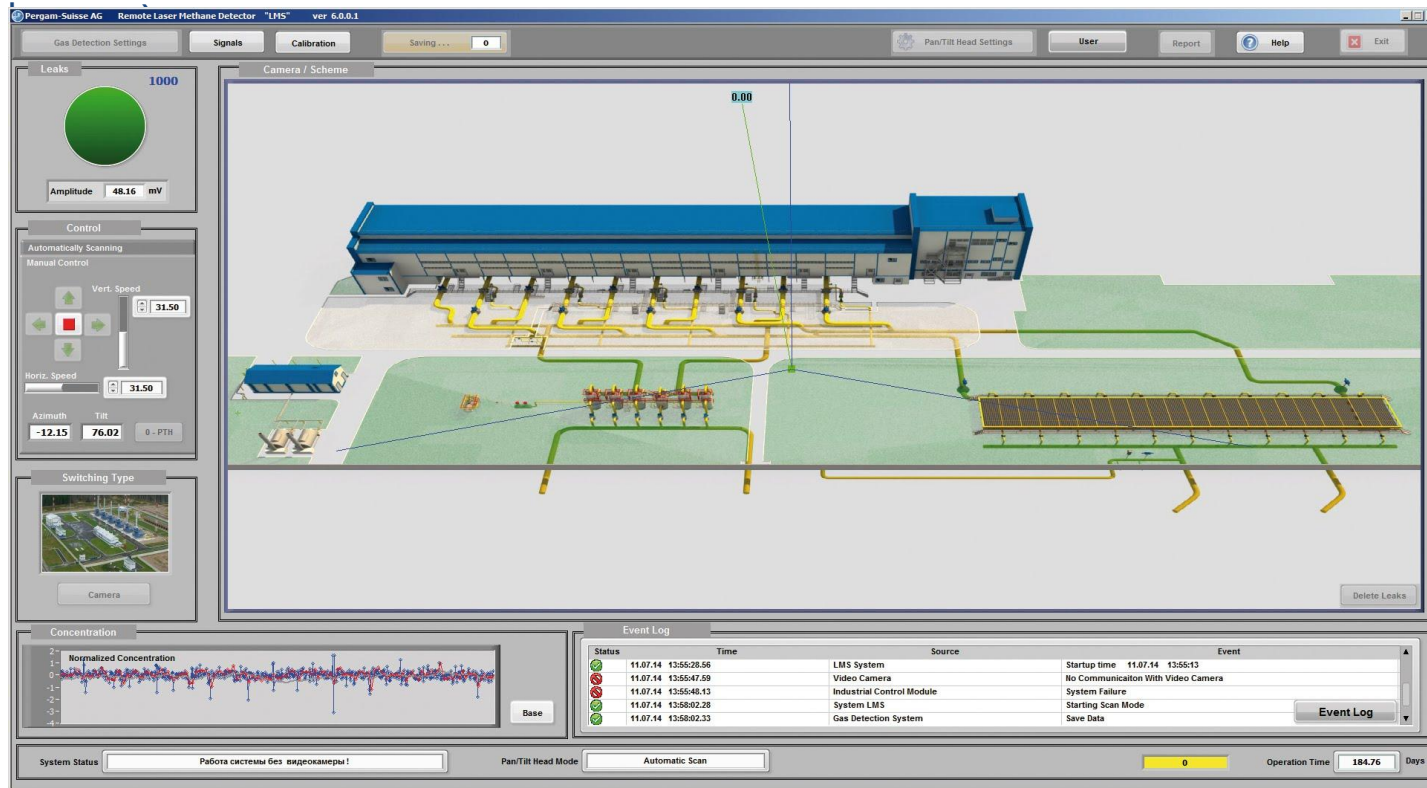 Pergam-Suisse AG Remote Laser Methane Detector "LMS" ver 6.0.0.1
Gas Detection Settings Signals Calibration Saving . . . 0 Pan/Tilt Head Settings User Report Help Exit
Leaks
1000
Amplitude 48.16 mV
Camera / Scheme
0.00
Control
Automatically Scanning
Manual Control
Vert. Speed
31.50
Horiz. Speed
31.50
Azimuth Tilt
-12.15 76.02 0 - PTH
Switching Type
Camera
Delete Leaks
Concentration
Normalized Concentration
2
1
0
-1
-2
-3
-4
Base
Event Log
Status Time Source Event
11.07.14 13:55:28.56 LMS System Startup time 11.07.14 13:55:13
11.07.14 13:55:47.59 Video Camera No Communicaiton With Video Camera
11.07.14 13:55:48.13 Industrial Control Module System Failure
11.07.14 13:58:02.28 System LMS Starting Scan Mode
11.07.14 13:58:02.33 Gas Detection System Save Data
Event Log
System Status Работа системы без видеокамеры ! Pan/Tilt Head Mode Automatic Scan 0 Operation Time 184.76 Days